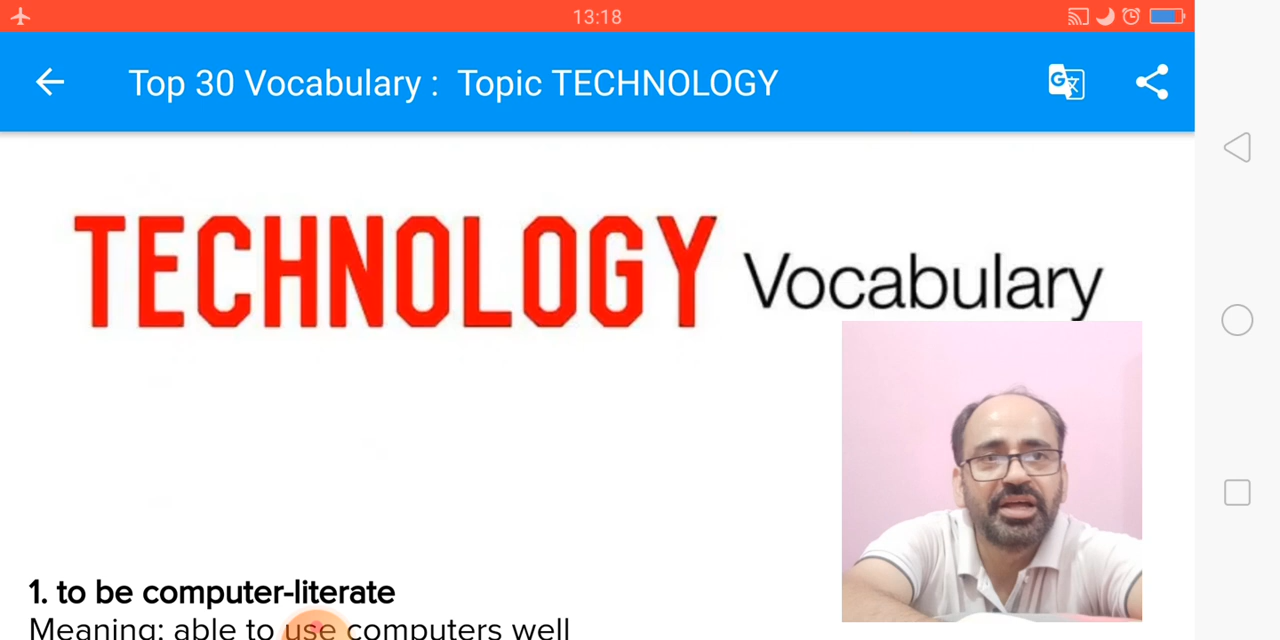 13:18
Top 30 Vocabulary : Topic TECHNOLOGY
TECHNOLOGY Vocabulary
1. to be computer-literate
Meaning: able to use computers well